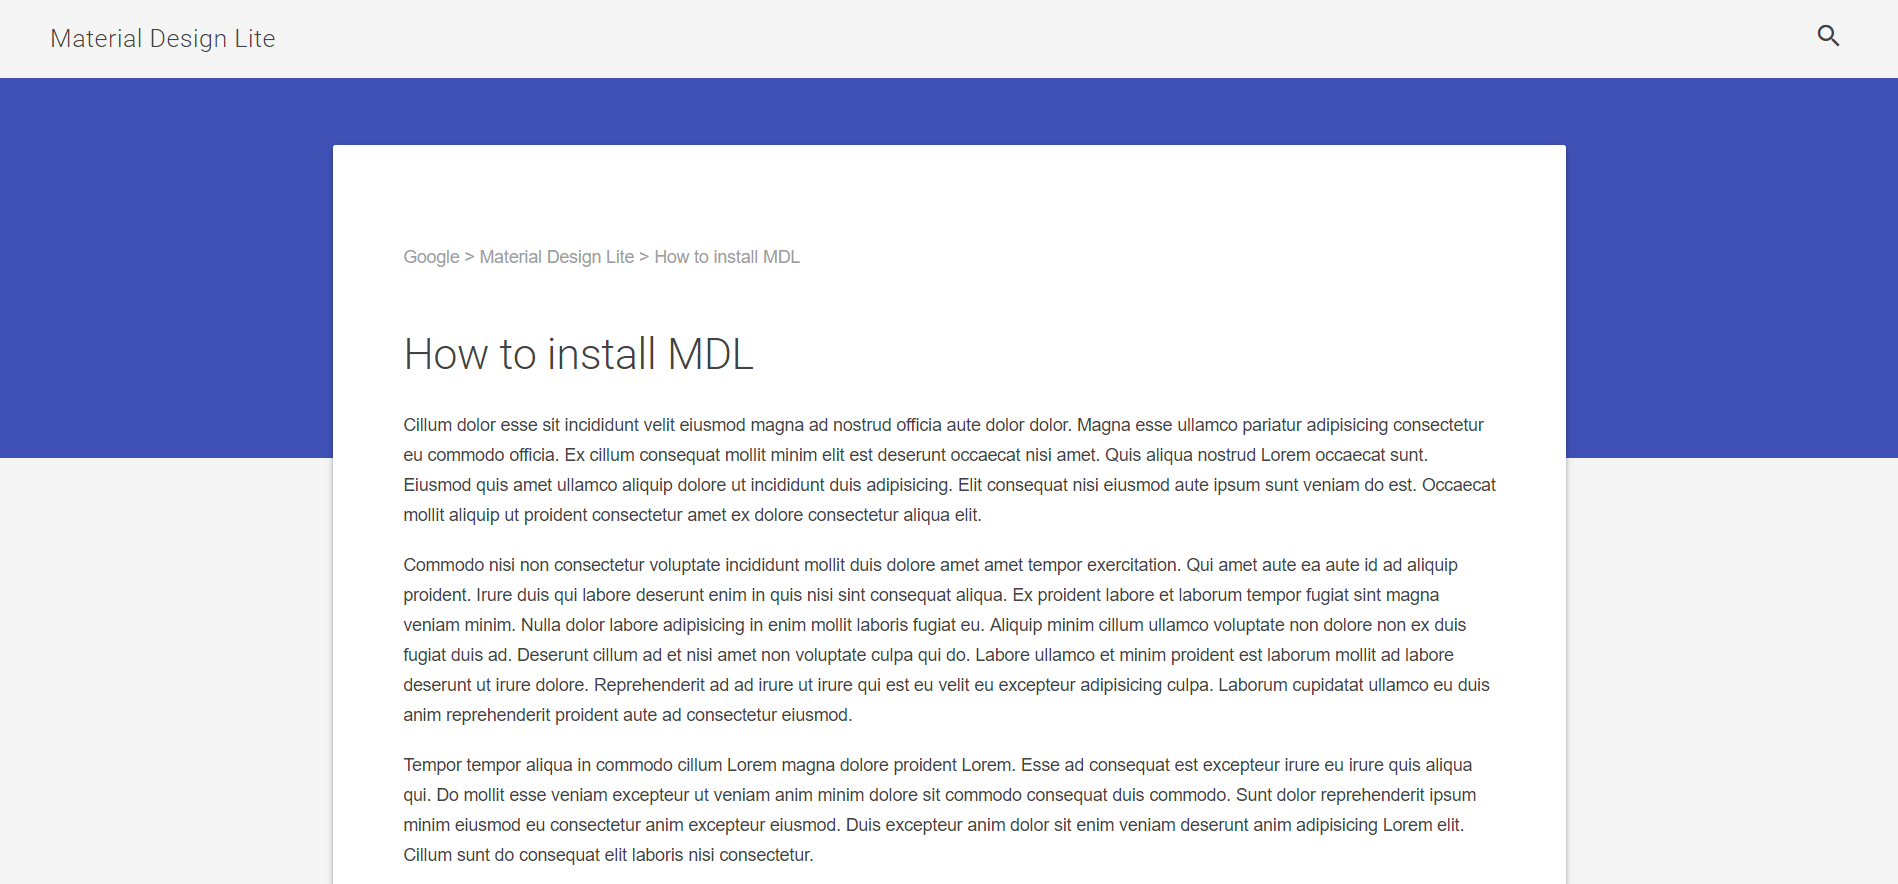 Material Design Lite
Google > Material Design Lite > How to install MDL
How to install MDL
Cillum dolor esse sit incididunt velit eiusmod magna ad nostrud officia aute dolor dolor. Magna esse ullamco pariatur adipisicing consectetur
eu commodo officia. Ex cillum consequat mollit minim elit est deserunt occaecat nisi amet. Quis aliqua nostrud Lorem occaecat sunt.
Eiusmod quis amet ullamco aliquip dolore ut incididunt duis adipisicing. Elit consequat nisi eiusmod aute ipsum sunt veniam do est. Occaecat
mollit aliquip ut proident consectetur amet ex dolore consectetur aliqua elit.
Commodo nisi non consectetur voluptate incididunt mollit duis dolore amet amet tempor exercitation. Qui amet aute ea aute id ad aliquip
proident. Irure duis qui labore deserunt enim in quis nisi sint consequat aliqua. Ex proident labore et laborum tempor fugiat sint magna
veniam minim. Nulla dolor labore adipisicing in enim mollit laboris fugiat eu. Aliquip minim cillum ullamco voluptate non dolore non ex duis
fugiat duis ad. Deserunt cillum ad et nisi amet non voluptate culpa qui do. Labore ullamco et minim proident est laborum mollit ad labore
deserunt ut irure dolore. Reprehenderit ad ad irure ut irure qui est eu velit eu excepteur adipisicing culpa. Laborum cupidatat ullamco eu duis
anim reprehenderit proident aute ad consectetur eiusmod.
Tempor tempor aliqua in commodo cillum Lorem magna dolore proident Lorem. Esse ad consequat est excepteur irure eu irure quis aliqua
qui. Do mollit esse veniam excepteur ut veniam anim minim dolore sit commodo consequat duis commodo. Sunt dolor reprehenderit ipsum
minim eiusmod eu consectetur anim excepteur eiusmod. Duis excepteur anim dolor sit enim veniam deserunt anim adipisicing Lorem elit.
Cillum sunt do consequat elit laboris nisi consectetur.